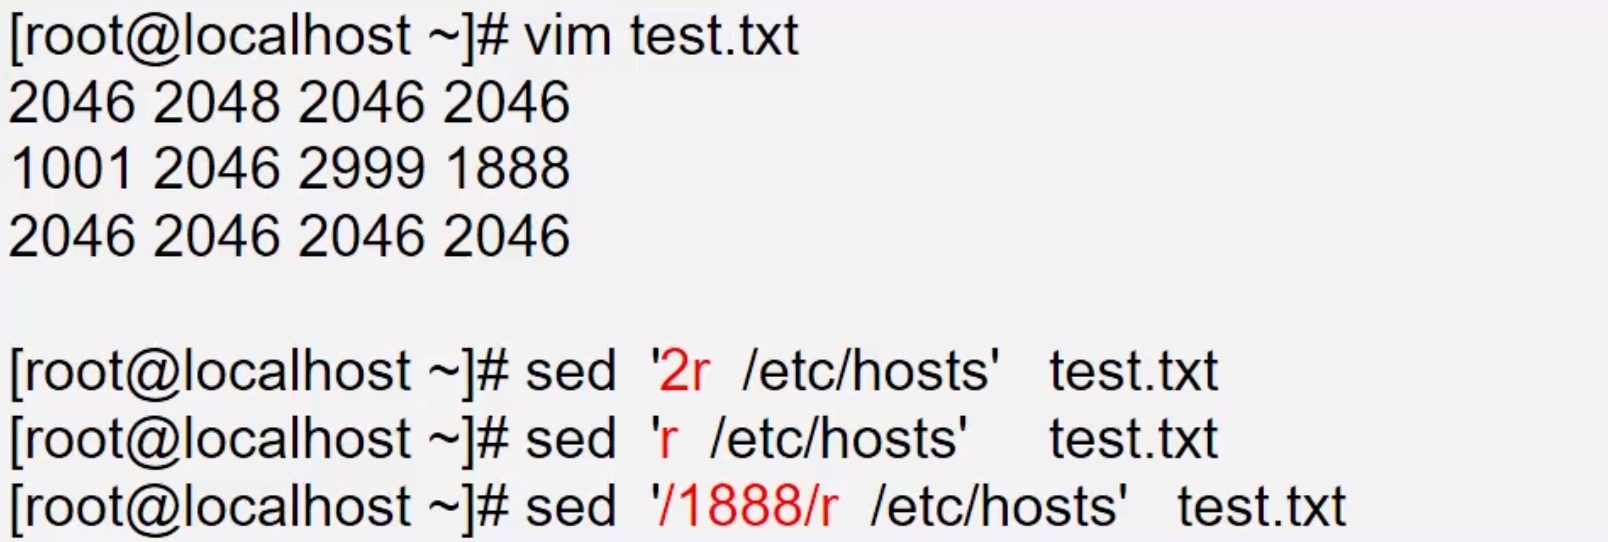 [root@localhost ~]# vim test.txt
2046 2048 2046 2046
1001 2046 2999 1888
2046 2046 2046 2046
[root@localhost ~]# sed  '2r  /etc/hosts'   test.txt
[root@localhost ~]# sed  'r  /etc/hosts'    test.txt
[root@localhost ~]# sed  '/1888/r  /etc/hosts'   test.txt